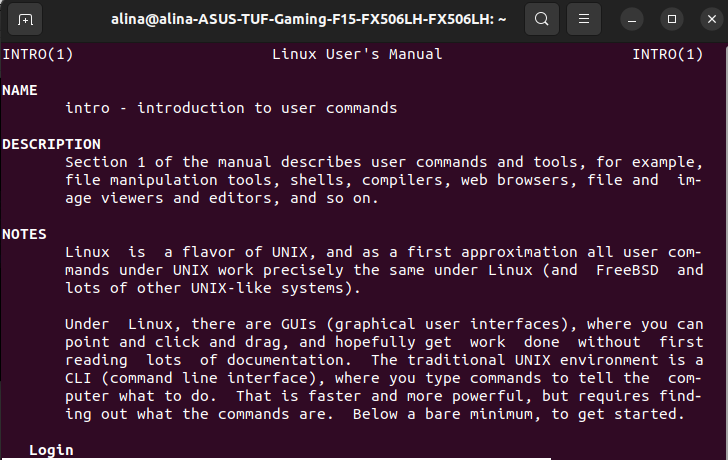 alina@alina-ASUS-TUF-Gaming-F15-FX506LH-FX506LH: ~
INTRO(1) Linux User's Manual INTRO(1)
NAME
intro - introduction to user commands
DESCRIPTION
Section 1 of the manual describes user commands and tools, for example,
file manipulation tools, shells, compilers, web browsers, file and im-
age viewers and editors, and so on.
NOTES
Linux is a flavor of UNIX, and as a first approximation all user com-
mands under UNIX work precisely the same under Linux (and FreeBSD and
lots of other UNIX-like systems).
Under Linux, there are GUIs (graphical user interfaces), where you can
point and click and drag, and hopefully get work done without first
reading lots of documentation. The traditional UNIX environment is a
CLI (command line interface), where you type commands to tell the com-
puter what to do. That is faster and more powerful, but requires find-
ing out what the commands are. Below a bare minimum, to get started.
Login